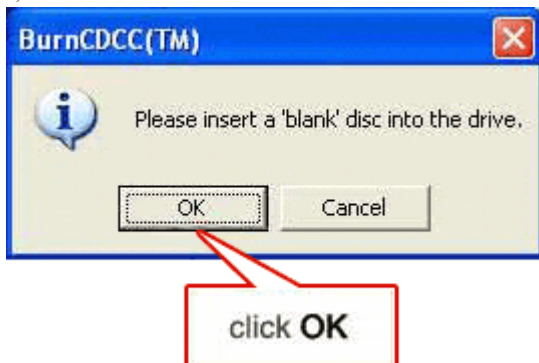 BurnCDCC(TM)
Please insert a 'blank' disc into the drive.
OK Cancel
click OK